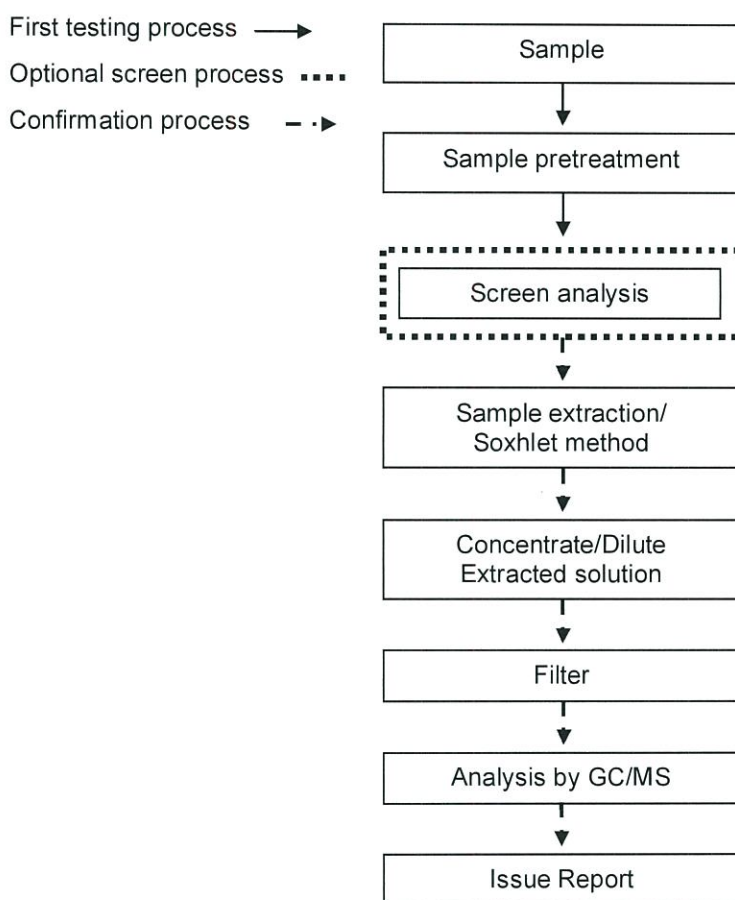 First testing process
Optional screen process
Confirmation process
Sample
Sample pretreatment
Screen analysis
Sample extraction/
Soxhlet method
Concentrate/Dilute
Extracted solution
Filter
Analysis by GC/MS
Issue Report